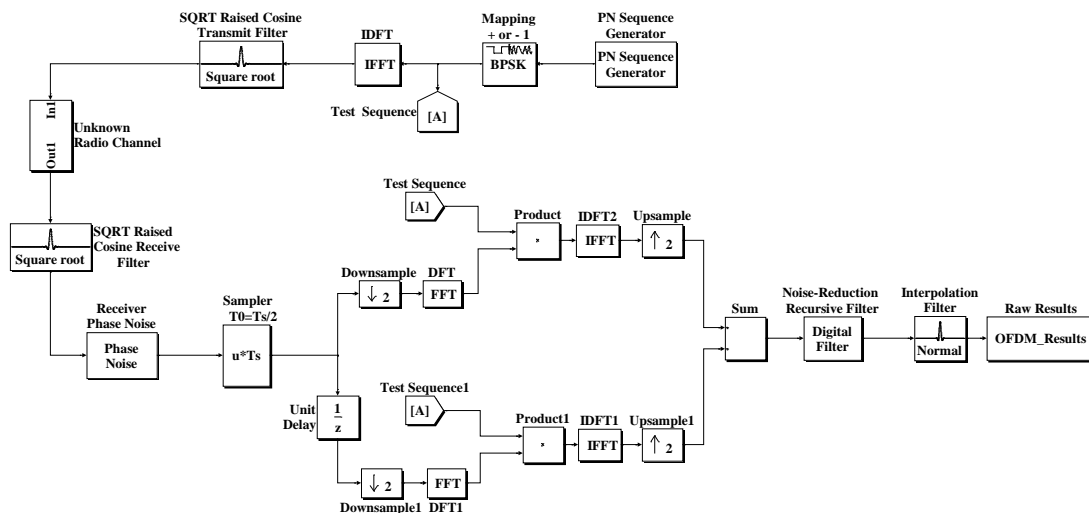 SQRT Raised Cosine
Transmit Filter
Square root
IDFT
IFFT
Mapping
+ or - 1
BPSK
PN Sequence
Generator
PN Sequence
Generator
Test Sequence
[A]
In1
Out1
Unknown
Radio Channel
SQRT Raised
Cosine Receive
Filter
Square root
Receiver
Phase Noise
Phase
Noise
Sampler
T0=Ts/2
u*Ts
Test Sequence
[A]
Downsample
↓ 2
DFT
FFT
Product
×
IDFT2
IFFT
Upsample
↑ 2
Unit
Delay
1
z
Test Sequence1
[A]
↓ 2
Downsample1
FFT
DFT1
Product1
×
IDFT1
IFFT
Upsample1
↑ 2
Sum
Noise-Reduction
Recursive Filter
Digital
Filter
Interpolation
Filter
Normal
Raw Results
OFDM_Results